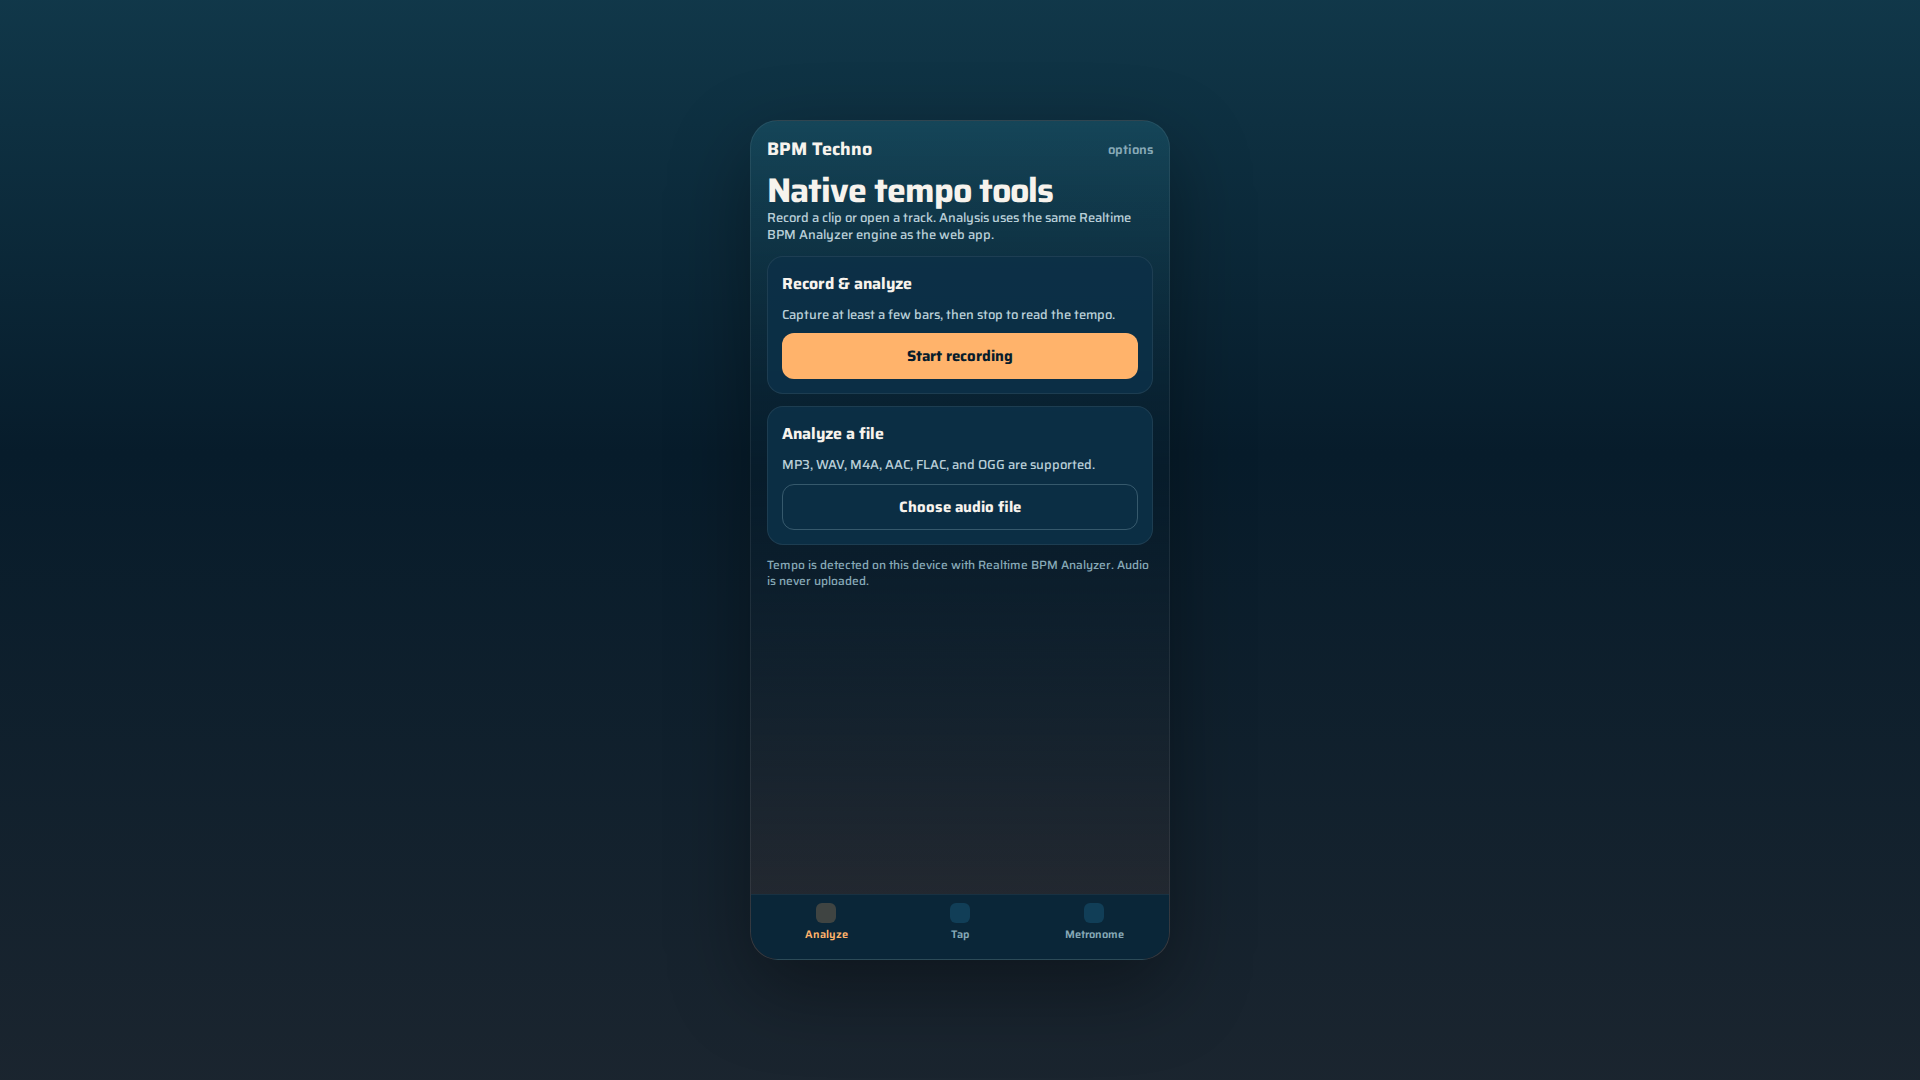 BPM Techno
options
Native tempo tools
Record a clip or open a track. Analysis uses the same Realtime
BPM Analyzer engine as the web app.
Record & analyze
Capture at least a few bars, then stop to read the tempo.
Start recording
Analyze a file
MP3, WAV, M4A, AAC, FLAC, and OGG are supported.
Choose audio file
Tempo is detected on this device with Realtime BPM Analyzer. Audio
is never uploaded.
Analyze
Tap
Metronome